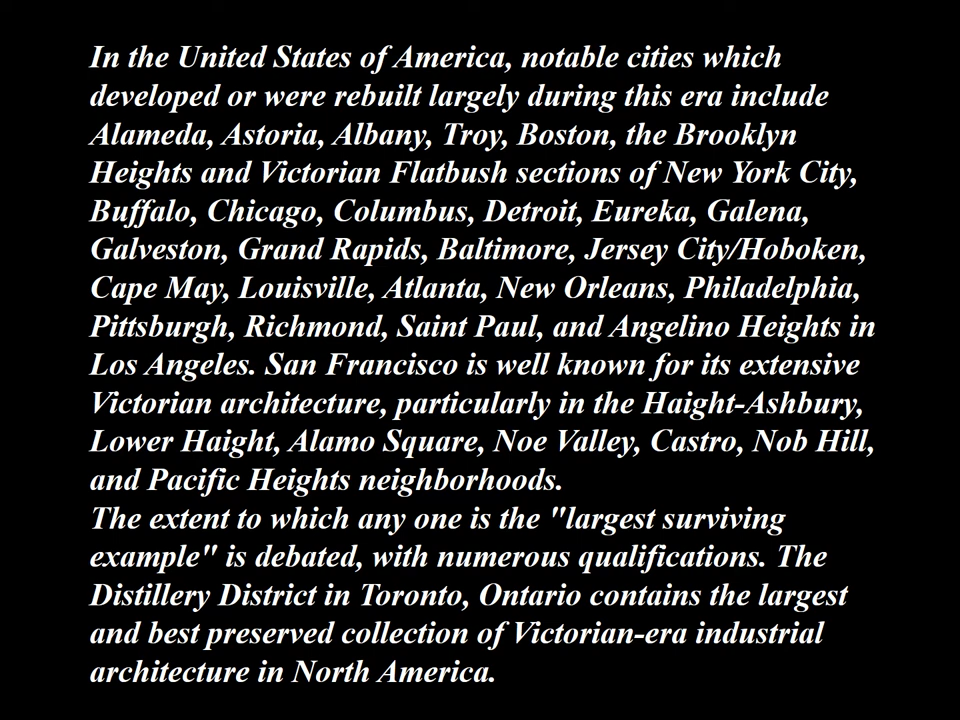 In the United States of America, notable cities which
developed or were rebuilt largely during this era include
Alameda, Astoria, Albany, Troy, Boston, the Brooklyn
Heights and Victorian Flatbush sections of New York City,
Buffalo, Chicago, Columbus, Detroit, Eureka, Galena,
Galveston, Grand Rapids, Baltimore, Jersey City/Hoboken,
Cape May, Louisville, Atlanta, New Orleans, Philadelphia,
Pittsburgh, Richmond, Saint Paul, and Angelino Heights in
Los Angeles. San Francisco is well known for its extensive
Victorian architecture, particularly in the Haight-Ashbury,
Lower Haight, Alamo Square, Noe Valley, Castro, Nob Hill,
and Pacific Heights neighborhoods.
The extent to which any one is the "largest surviving
example" is debated, with numerous qualifications. The
Distillery District in Toronto, Ontario contains the largest
and best preserved collection of Victorian-era industrial
architecture in North America.